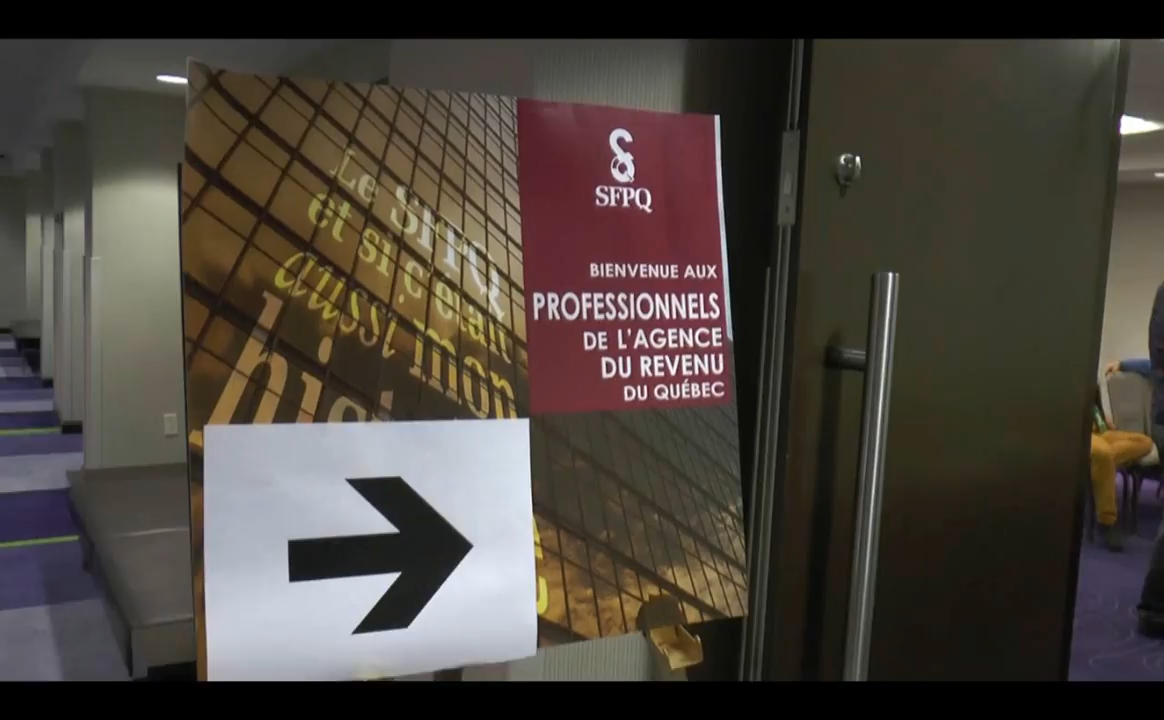 Le SFPQ
et si c'était
aussi mon
SFPQ
BIENVENUE AUX
PROFESSIONNELS
DE L'AGENCE
DU REVENU
DU QUÉBEC